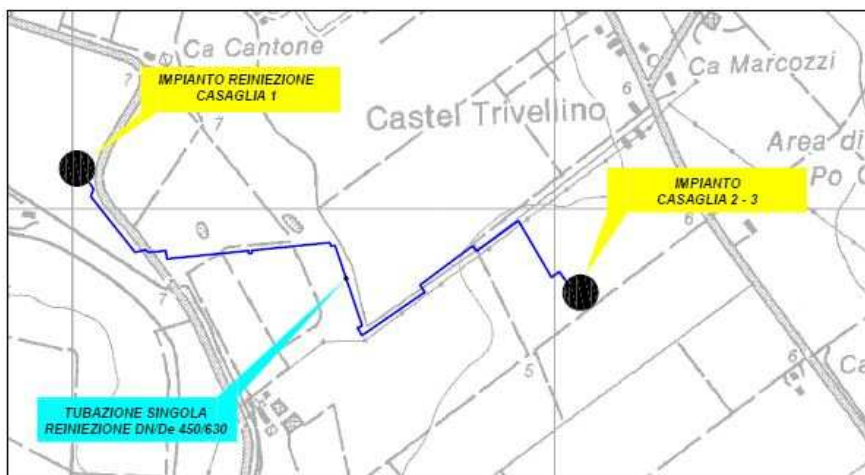 Ca Cantone
7
IMPIANTO REINIEZIONE
CASAGLIA 1
7
Castel Trivellino
6
Ca Marcozzi
6
Area di
Po
IMPIANTO
CASAGLIA 2 - 3
7
TUBAZIONE SINGOLA
REINIEZIONE DN/De 450/630
5
6
Ca